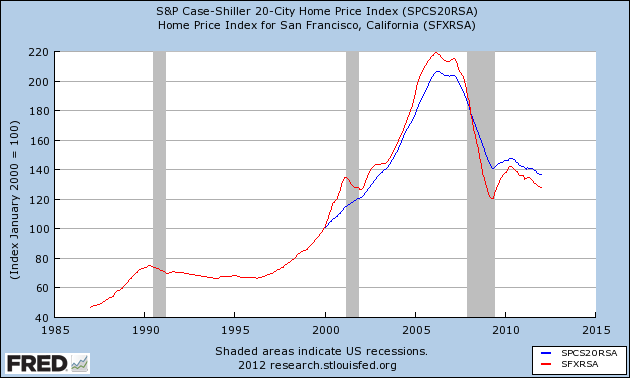 S&P Case-Shiller 20-City Home Price Index (SPCS20RSA)
Home Price Index for San Francisco, California (SFXRSA)
(Index January 2000 = 100)
220
200
180
160
140
120
100
80
60
40
1985
1990
1995
2000
2005
2010
2015
Shaded areas indicate US recessions.
2012 research.stlouisfed.org
FRED
SPCS20RSA
SFXRSA